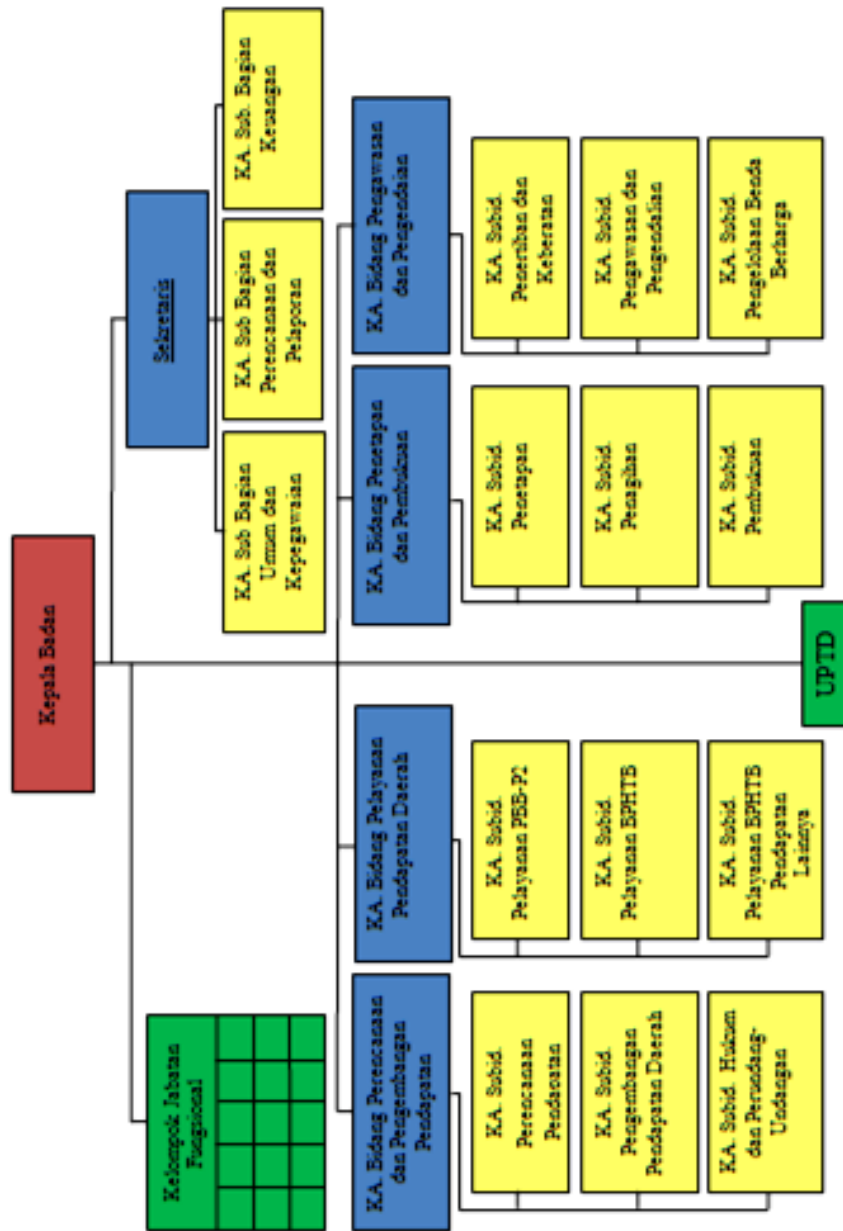 Kepala Badan
Kelompok Jabatan
Fungsional
Sekretaris
KA. Sub Bagian
Umum dan
Kepegawaian
KA. Sub Bagian
Perencanaan dan
Pelaporan
KA. Sub. Bagian
Keuangan
KA. Bidang Perencanaan
dan Pengembangan
Pendapatan
KA. Bidang Pelayanan
Pendapatan Daerah
KA. Bidang Penetapan
dan Pembukuan
KA. Bidang Pengawasan
dan Pengendalian
KA. Subid.
Perencanaan
Pendapatan
KA. Subid.
Pengembangan
Pendapatan Daerah
KA. Subid. Hukum
dan Perundang-
Undangan
KA. Subid.
Pelayanan PBB-P2
KA. Subid.
Pelayanan BPHTB
KA. Subid.
Pelayanan BPHTB
Pendapatan
Lainnya
KA. Subid.
Penetapan
KA. Subid.
Penagihan
KA. Subid.
Pembukuan
KA. Subid.
Penertiban dan
Keberatan
KA. Subid.
Pengawasan dan
Pengendalian
KA. Subid.
Pengelolaan Benda
Berharga
UPTD